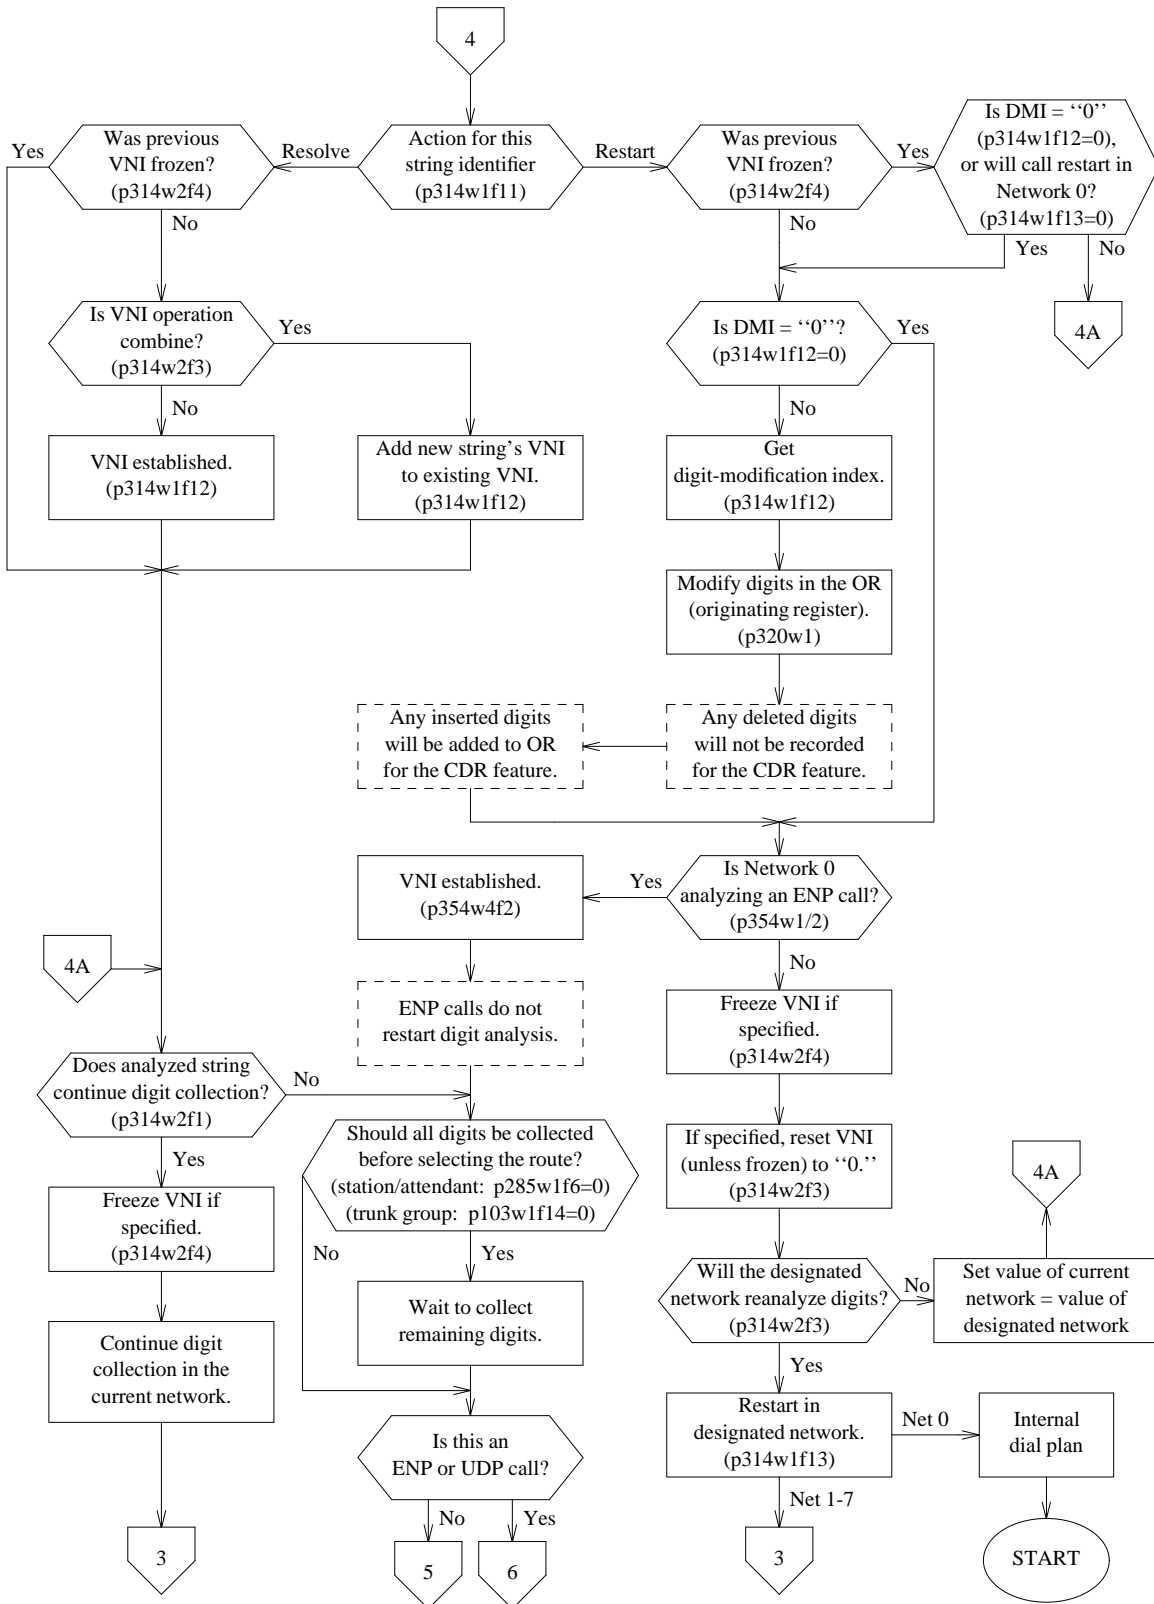 4
Yes
Was previous
VNI frozen?
(p314w2f4)
Resolve
Action for this
string identifier
(p314w1f11)
Restart
Was previous
VNI frozen?
(p314w2f4)
Yes
Is DMI = ‘‘0’’
(p314w1f12=0),
or will call restart in
Network 0?
(p314w1f13=0)
No
No
Yes
No
4A
Is VNI operation
combine?
(p314w2f3)
Yes
Is DMI = ‘‘0’’?
(p314w1f12=0)
Yes
No
No
VNI established.
(p314w1f12)
Add new string’s VNI
to existing VNI.
(p314w1f12)
Get
digit-modification index.
(p314w1f12)
Modify digits in the OR
(originating register).
(p320w1)
Any inserted digits
will be added to OR
for the CDR feature.
Any deleted digits
will not be recorded
for the CDR feature.
VNI established.
(p354w4f2)
Yes
Is Network 0
analyzing an ENP call?
(p354w1/2)
No
4A
ENP calls do not
restart digit analysis.
Freeze VNI if
specified.
(p314w2f4)
Does analyzed string
continue digit collection?
(p314w2f1)
No
Yes
Should all digits be collected
before selecting the route?
(station/attendant: p285w1f6=0)
(trunk group: p103w1f14=0)
No
Yes
If specified, reset VNI
(unless frozen) to ‘‘0.’’
(p314w2f3)
4A
Freeze VNI if
specified.
(p314w2f4)
Wait to collect
remaining digits.
Will the designated
network reanalyze digits?
(p314w2f3)
No
Set value of current
network = value of
designated network
Yes
Continue digit
collection in the
current network.
Is this an
ENP or UDP call?
No
Yes
Restart in
designated network.
(p314w1f13)
Net 0
Internal
dial plan
Net 1-7
3
5
6
3
START